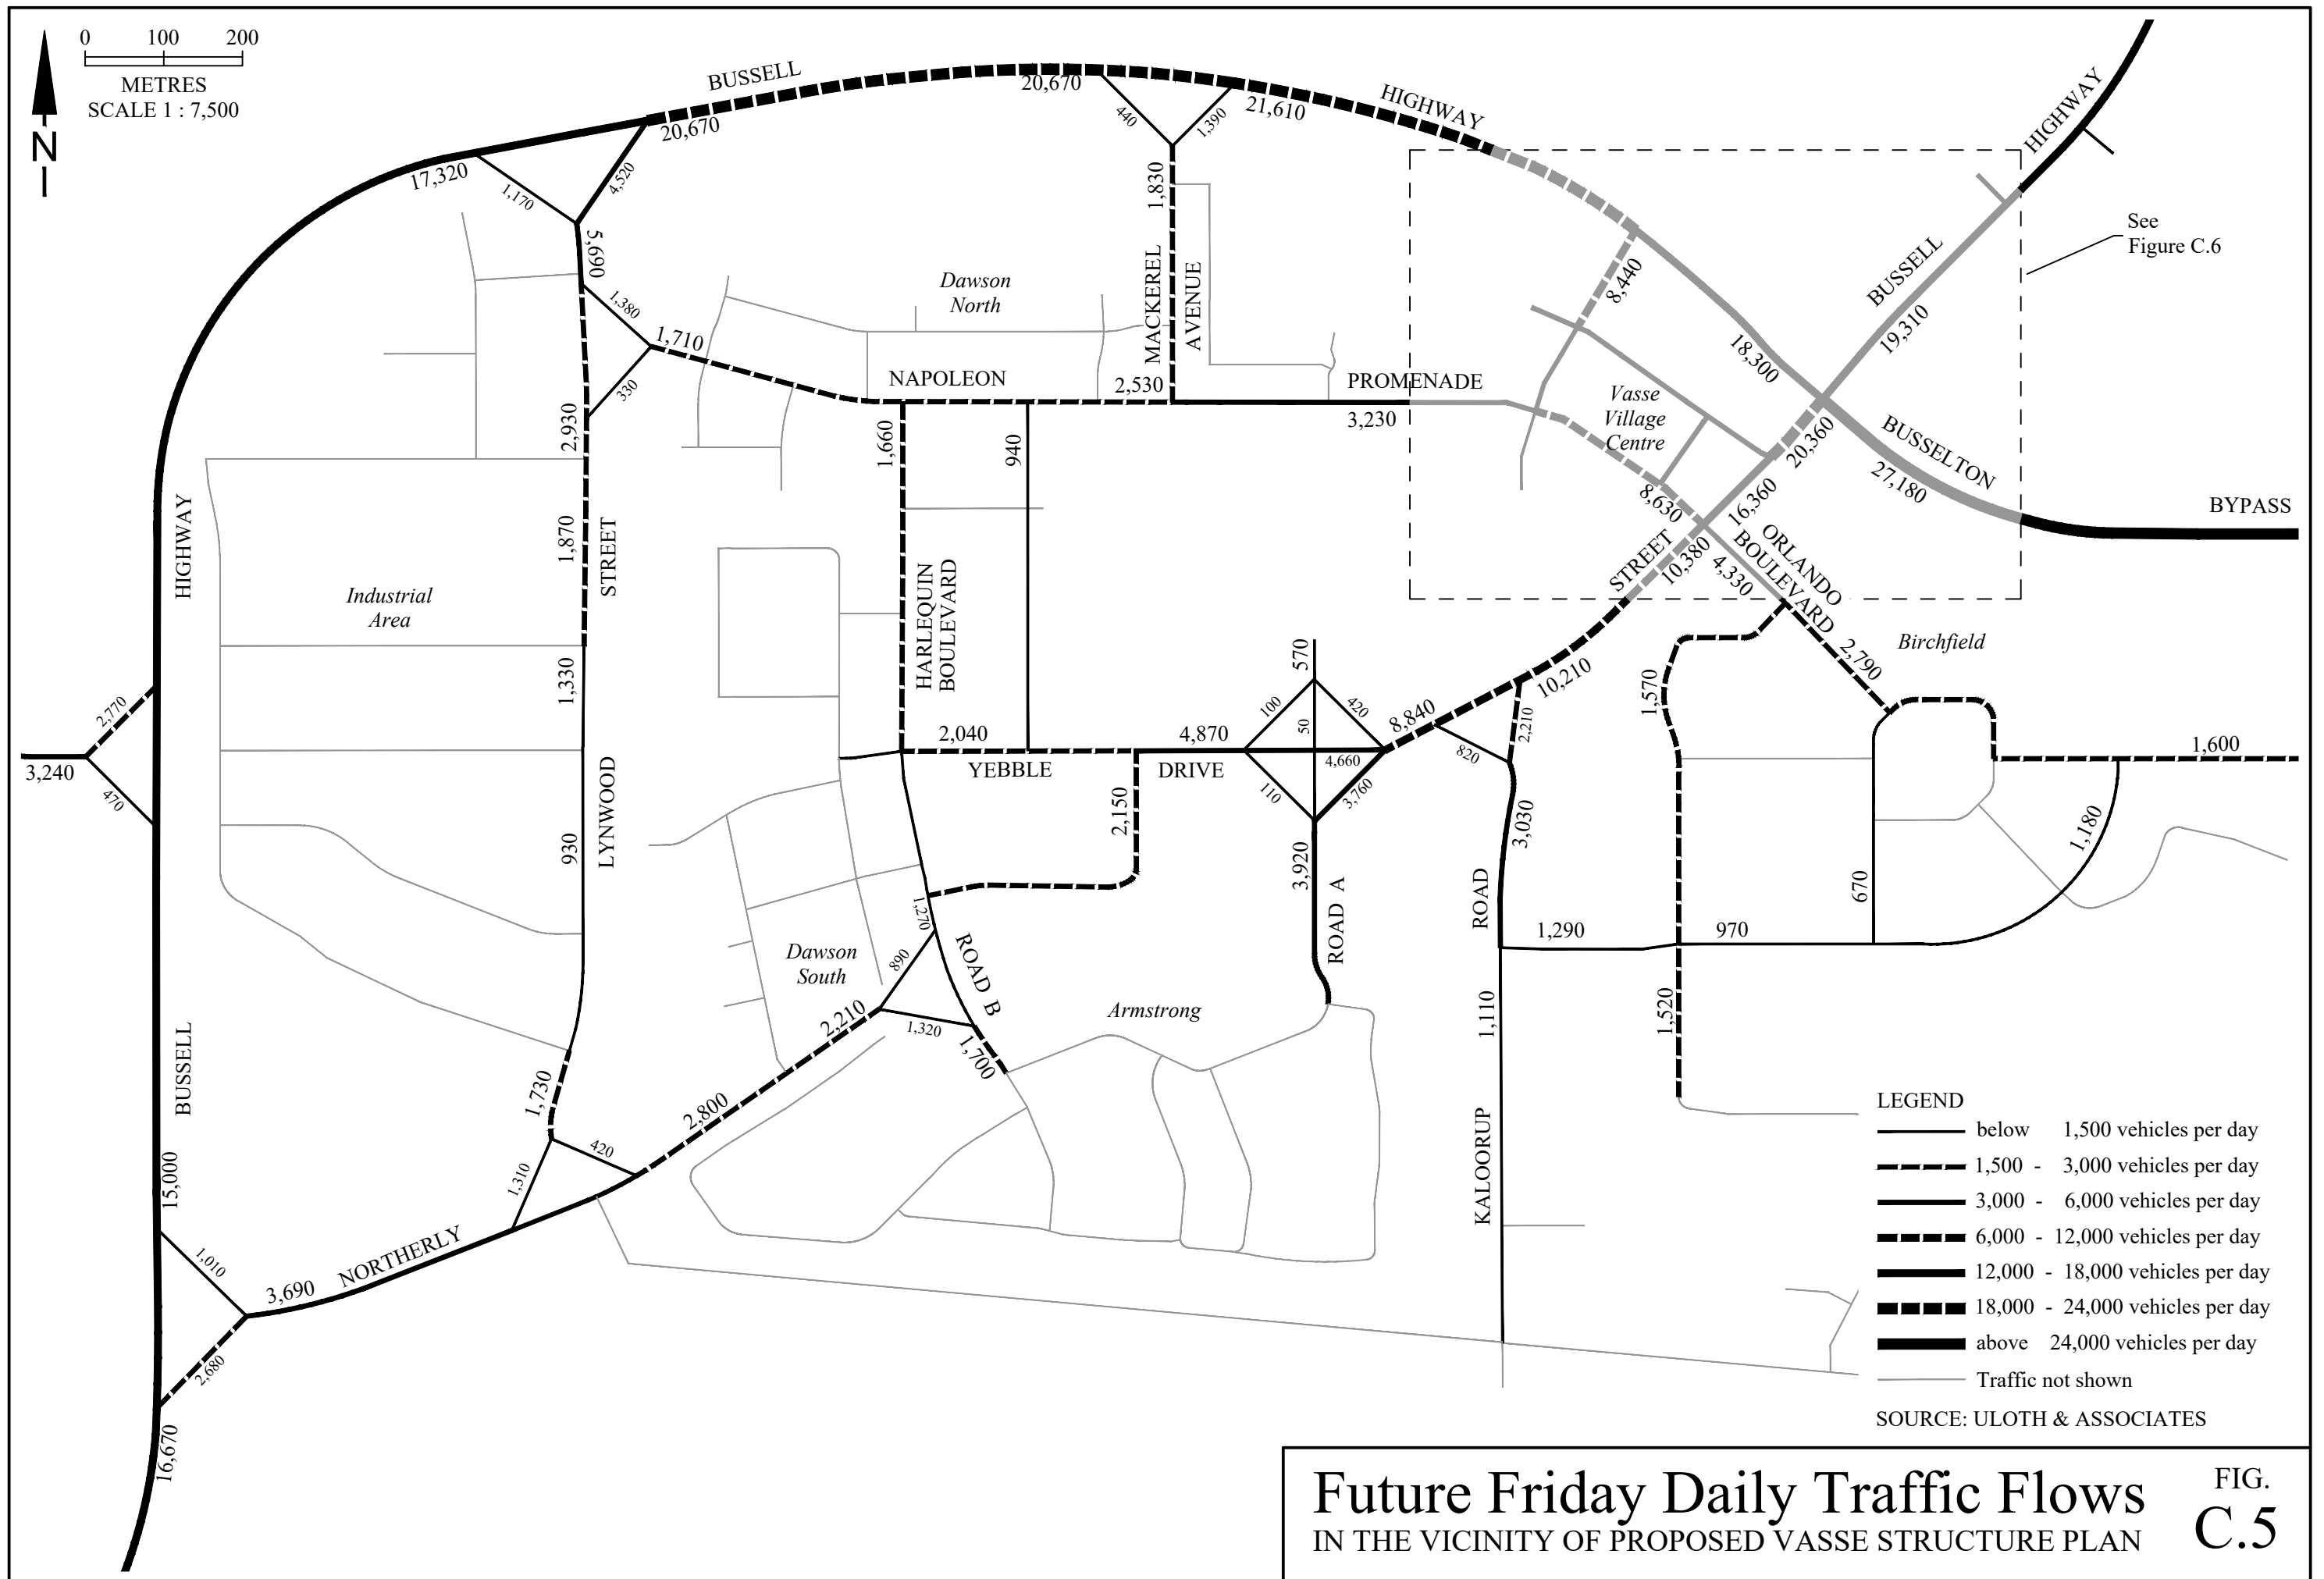 0 100 200
METRES
SCALE 1 : 7,500
N
BUSSELL
HIGHWAY
20,670
20,670
21,610
440
1,390
1,830
17,320
1,170
4,520
5,690
1,380
330
1,710
2,930
1,870
1,330
930
STREET
LYNWOOD
1,730
420
1,310
Dawson
North
MACKEREL
AVENUE
NAPOLEON
2,530
PROMENADE
3,230
1,660
940
HARLEQUIN
BOULEVARD
HIGHWAY
BUSSELL
See
Figure C.6
8,440
19,310
18,300
Vasse
Village
Centre
20,360
BUSSELTON
27,180
BYPASS
8,630
16,360
STREET
10,380
4,330
ORLANDO
BOULEVARD
2,790
Birchfield
HIGHWAY
Industrial
Area
2,770
3,240
470
BUSSELL
15,000
1,010
2,680
16,670
3,690
NORTHERLY
2,800
2,210
2,040
YEBBLE
4,870
DRIVE
2,150
570
100
420
50
4,660
110
3,760
8,840
10,210
820
2,210
3,920
ROAD A
3,030
ROAD
1,290
1,110
KALOORUP
1,570
970
1,520
670
1,180
1,600
1,270
890
1,320
ROAD B
1,700
Dawson
South
Armstrong
LEGEND
below 1,500 vehicles per day
1,500 - 3,000 vehicles per day
3,000 - 6,000 vehicles per day
6,000 - 12,000 vehicles per day
12,000 - 18,000 vehicles per day
18,000 - 24,000 vehicles per day
above 24,000 vehicles per day
Traffic not shown
SOURCE: ULOTH & ASSOCIATES
Future Friday Daily Traffic Flows
IN THE VICINITY OF PROPOSED VASSE STRUCTURE PLAN
FIG.
C.5